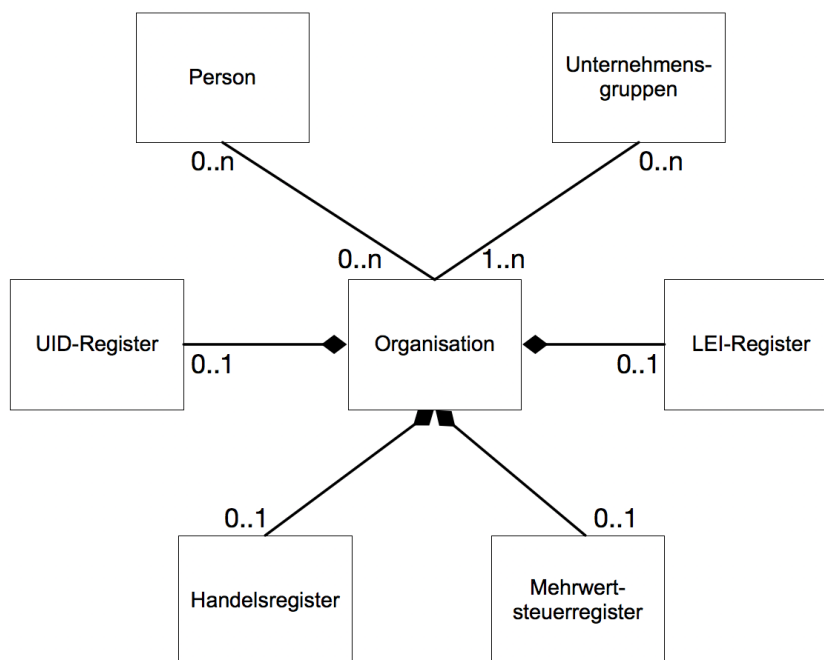 Person
Unternehmens-
gruppen
0..n
0..n
0..n
1..n
UID-Register
Organisation
LEI-Register
0..1
0..1
0..1
0..1
Handelsregister
Mehrwert-
steuerregister